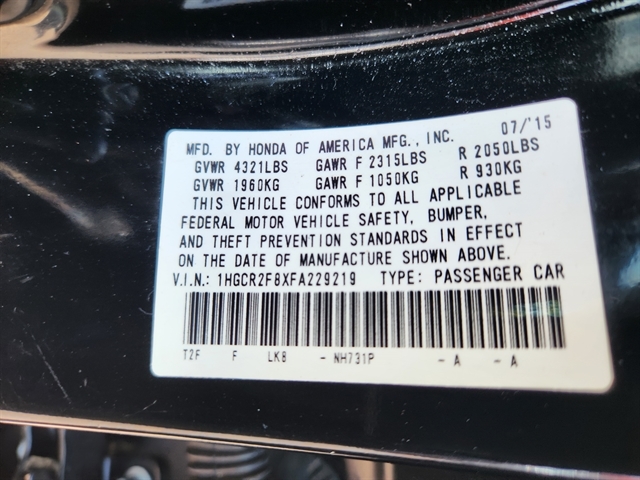 MFD. BY HONDA OF AMERICA MFG., INC. 07/'15
GVWR 4321LBS GAWR F 2315LBS R 2050LBS
GVWR 1960KG GAWR F 1050KG R 930KG
THIS VEHICLE CONFORMS TO ALL APPLICABLE
FEDERAL MOTOR VEHICLE SAFETY, BUMPER,
AND THEFT PREVENTION STANDARDS IN EFFECT
ON THE DATE OF MANUFACTURE SHOWN ABOVE.
V.I.N.: 1HGCR2F8XFA229219 TYPE: PASSENGER CAR
T2F F LK8 - NH731P - A - A